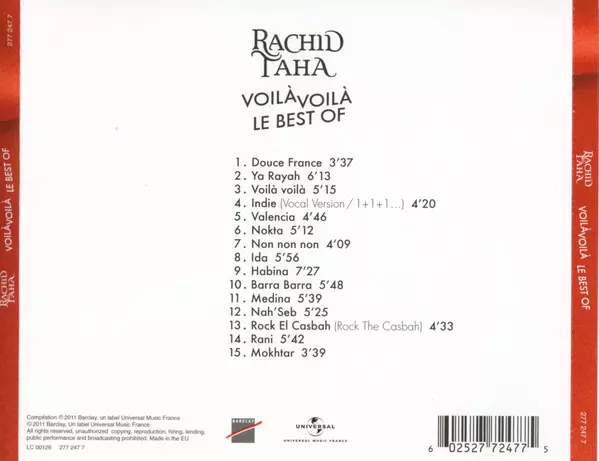 277 247 7
LE BEST OF
VOILÀVOILÀ
RACHID
TAHA
RACHID
TAHA
VOILÀVOILÀ
LE BEST OF
1. Douce France 3'37
2. Ya Rayah 6'13
3. Voilà voilà 5'15
4. Indie (Vocal Version / 1+1+1...) 4'20
5. Valencia 4'46
6. Nokta 5'12
7. Non non non 4'09
8. Ida 5'56
9. Habina 7'27
10. Barra Barra 5'48
11. Medina 5'39
12. Nah'Seb 5'25
13. Rock El Casbah (Rock The Casbah) 4'33
14. Rani 5'42
15. Mokhtar 3'39
Compilation ℗ 2011 Barclay, un label Universal Music France
© 2011 Barclay, un label Universal Music France
All rights reserved, unauthorized copying, reproduction, hiring, lending,
public performance and broadcasting prohibited. Made in the EU
LC 00126 277 247 7
BARCLAY
UNIVERSAL
UNIVERSAL MUSIC FRANCE
6 02527 72477 5
RACHID
TAHA
VOILÀVOILÀ
LE BEST OF
277 247 7